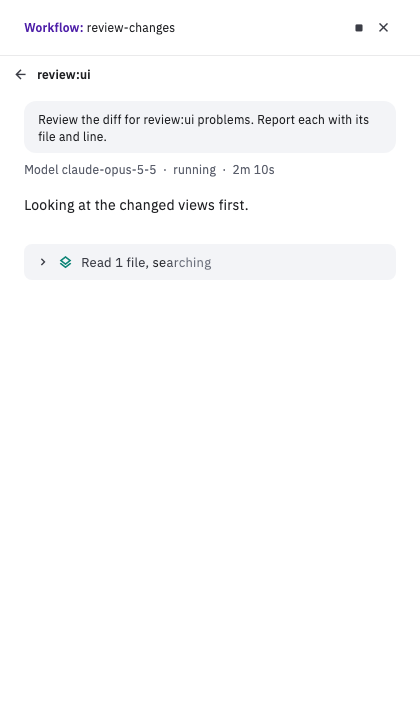 Workflow: review-changes
review:ui
Review the diff for review:ui problems. Report each with its
file and line.
Model claude-opus-5-5 · running · 2m 10s
Looking at the changed views first.
Read 1 file, searching